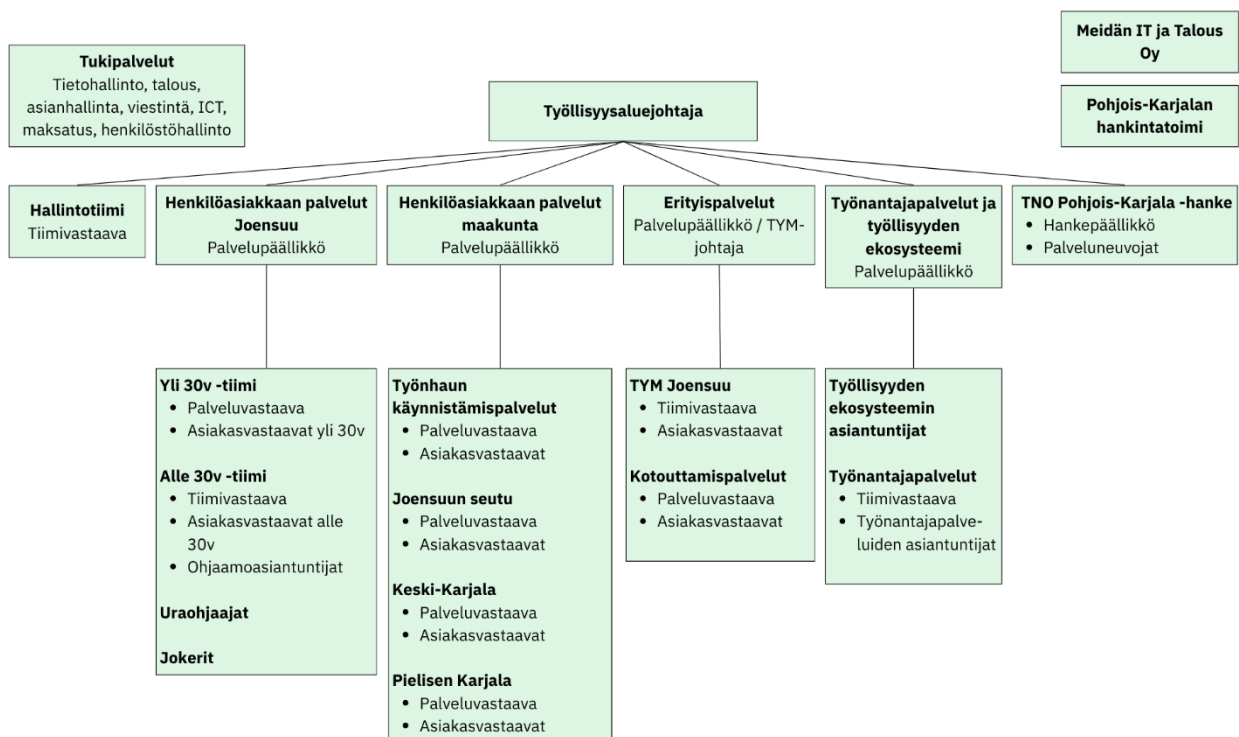 Tukipalvelut
Tietohallinto, talous,
asianhallinta, viestintä, ICT,
maksatus, henkilöstöhallinto
Meidän IT ja Talous
Oy
Pohjois-Karjalan
hankintatoimi
Työllisyysaluejohtaja
Hallintotiimi
Tiimivastaava
Henkilöasiakkaan palvelut
Joensuu
Palvelupäällikkö
Henkilöasiakkaan palvelut
maakunta
Palvelupäällikkö
Erityispalvelut
Palvelupäällikkö / TYM-
johtaja
Työnantajapalvelut ja
työllisyyden
ekosysteemi
Palvelupäällikkö
TNO Pohjois-Karjala -hanke
• Hankepäällikkö
• Palveluneuvojat
Yli 30v -tiimi
• Palveluvastaava
• Asiakasvastaavat yli 30v
Alle 30v -tiimi
• Tiimivastaava
• Asiakasvastaavat alle
30v
• Ohjaamoasiantuntijat
Uraohjaajat
Jokerit
Työnhaun
käynnistämispalvelut
• Palveluvastaava
• Asiakasvastaavat
Joensuun seutu
• Palveluvastaava
• Asiakasvastaavat
Keski-Karjala
• Palveluvastaava
• Asiakasvastaavat
Pielisen Karjala
• Palveluvastaava
• Asiakasvastaavat
TYM Joensuu
• Tiimivastaava
• Asiakasvastaavat
Kotouttamispalvelut
• Palveluvastaava
• Asiakasvastaavat
Työllisyyden
ekosysteemin
asiantuntijat
Työnantajapalvelut
• Tiimivastaava
• Työnantajapalve-
luiden asiantuntijat